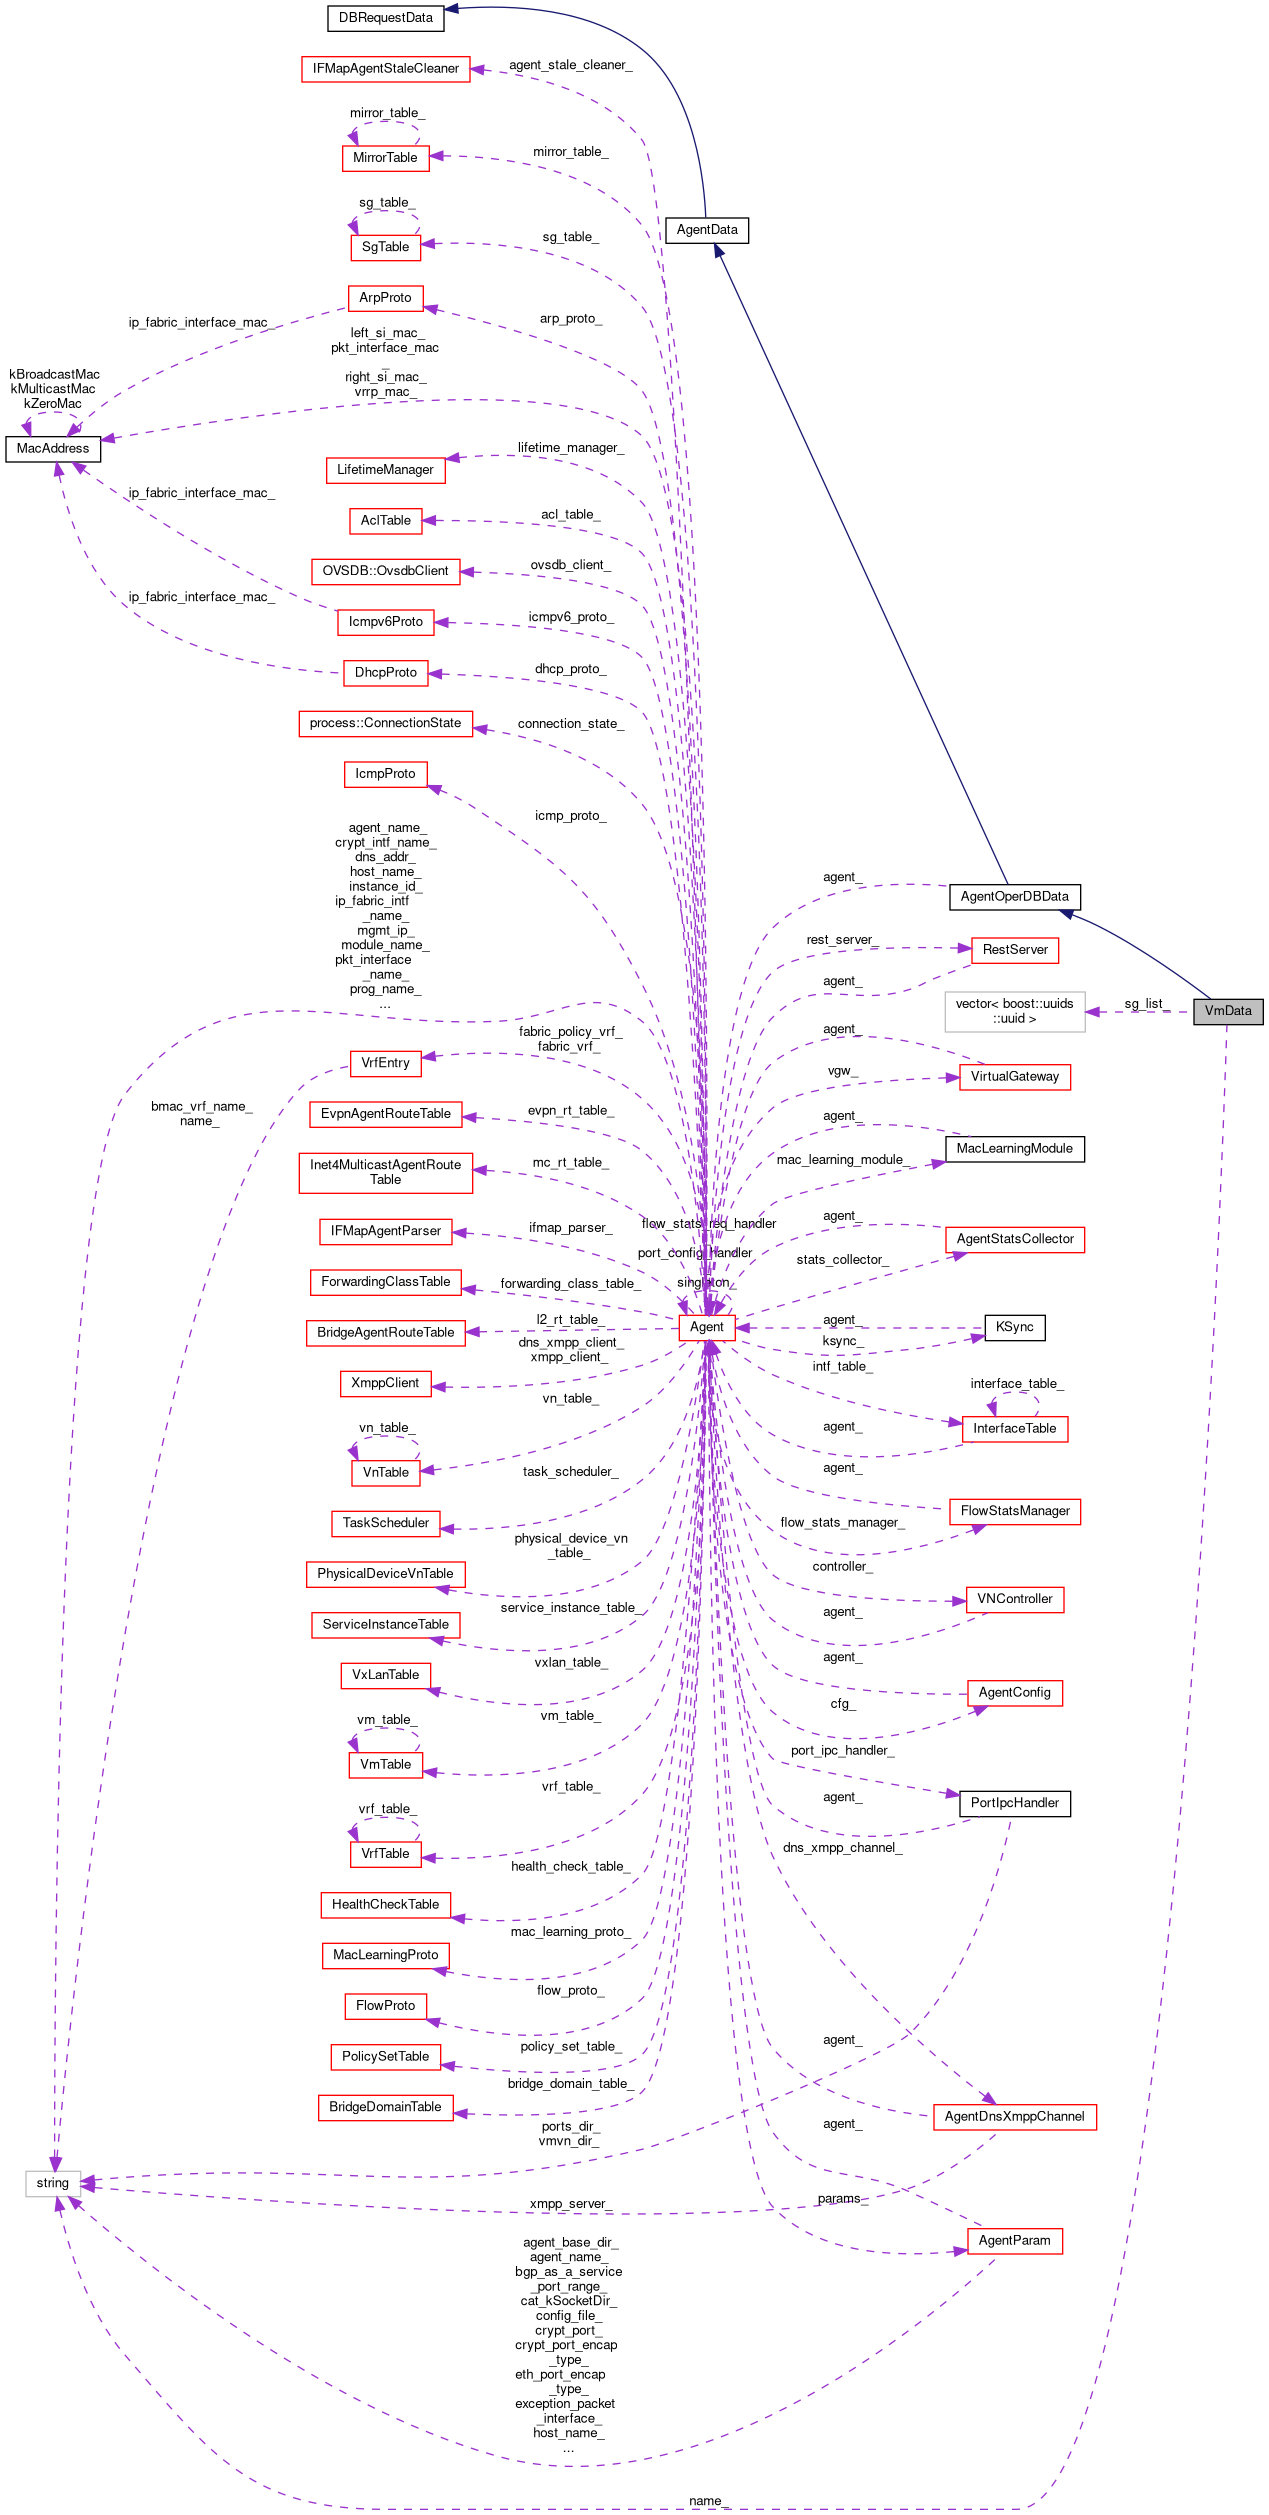 DBRequestData
IFMapAgentStaleCleaner
agent_stale_cleaner_
mirror_table_
MirrorTable
mirror_table_
sg_table_
SgTable
sg_table_
AgentData
ArpProto
arp_proto_
ip_fabric_interface_mac_
left_si_mac_
pkt_interface_mac
_
right_si_mac_
vrrp_mac_
kBroadcastMac
kMulticastMac
kZeroMac
MacAddress
LifetimeManager
lifetime_manager_
ip_fabric_interface_mac_
AclTable
acl_table_
OVSDB::OvsdbClient
ovsdb_client_
ip_fabric_interface_mac_
Icmpv6Proto
icmpv6_proto_
DhcpProto
dhcp_proto_
process::ConnectionState
connection_state_
IcmpProto
icmp_proto_
agent_name_
crypt_intf_name_
dns_addr_
host_name_
instance_id_
ip_fabric_intf
_name_
mgmt_ip_
module_name_
pkt_interface
_name_
prog_name_
...
agent_
AgentOperDBData
rest_server_
RestServer
agent_
vector< boost::uuids
::uuid >
sg_list_
VmData
VrfEntry
fabric_policy_vrf_
fabric_vrf_
agent_
vgw_
VirtualGateway
bmac_vrf_name_
name_
EvpnAgentRouteTable
evpn_rt_table_
agent_
MacLearningModule
mac_learning_module_
Inet4MulticastAgentRoute
Table
mc_rt_table_
IFMapAgentParser
ifmap_parser_
flow_stats_req_handler
port_config_handler
singleton_
agent_
AgentStatsCollector
stats_collector_
ForwardingClassTable
forwarding_class_table_
BridgeAgentRouteTable
l2_rt_table_
Agent
agent_
KSync
ksync_
XmppClient
dns_xmpp_client_
xmpp_client_
intf_table_
interface_table_
InterfaceTable
agent_
vn_table_
VnTable
vn_table_
agent_
FlowStatsManager
flow_stats_manager_
TaskScheduler
task_scheduler_
PhysicalDeviceVnTable
physical_device_vn
_table_
controller_
VNController
agent_
ServiceInstanceTable
service_instance_table_
VxLanTable
vxlan_table_
agent_
AgentConfig
cfg_
vm_table_
VmTable
vm_table_
port_ipc_handler_
PortIpcHandler
agent_
vrf_table_
VrfTable
vrf_table_
dns_xmpp_channel_
HealthCheckTable
health_check_table_
MacLearningProto
mac_learning_proto_
FlowProto
flow_proto_
PolicySetTable
policy_set_table_
agent_
BridgeDomainTable
bridge_domain_table_
AgentDnsXmppChannel
ports_dir_
vmvn_dir_
agent_
string
xmpp_server_
params_
AgentParam
agent_base_dir_
agent_name_
bgp_as_a_service
_port_range_
cat_kSocketDir_
config_file_
crypt_port_
crypt_port_encap
_type_
eth_port_encap
_type_
exception_packet
_interface_
host_name_
...
name_